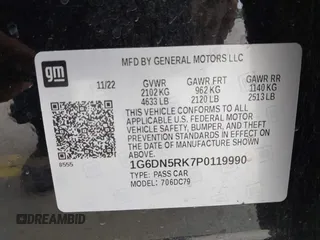 gm
MFD BY GENERAL MOTORS LLC
11/22 GVWR GAWR FRT GAWR RR
2102 KG 962 KG 1140 KG
4633 LB 2120 LB 2513 LB
THIS VEHICLE CONFORMS TO ALL
APPLICABLE U.S. FEDERAL MOTOR
VEHICLE SAFETY, BUMPER, AND THEFT
PREVENTION STANDARDS IN EFFECT ON
THE DATE OF MANUFACTURE SHOWN
ABOVE.
8555
1G6DN5RK7P0119990
TYPE: PASS CAR
MODEL: 706DC79
DREAMBID